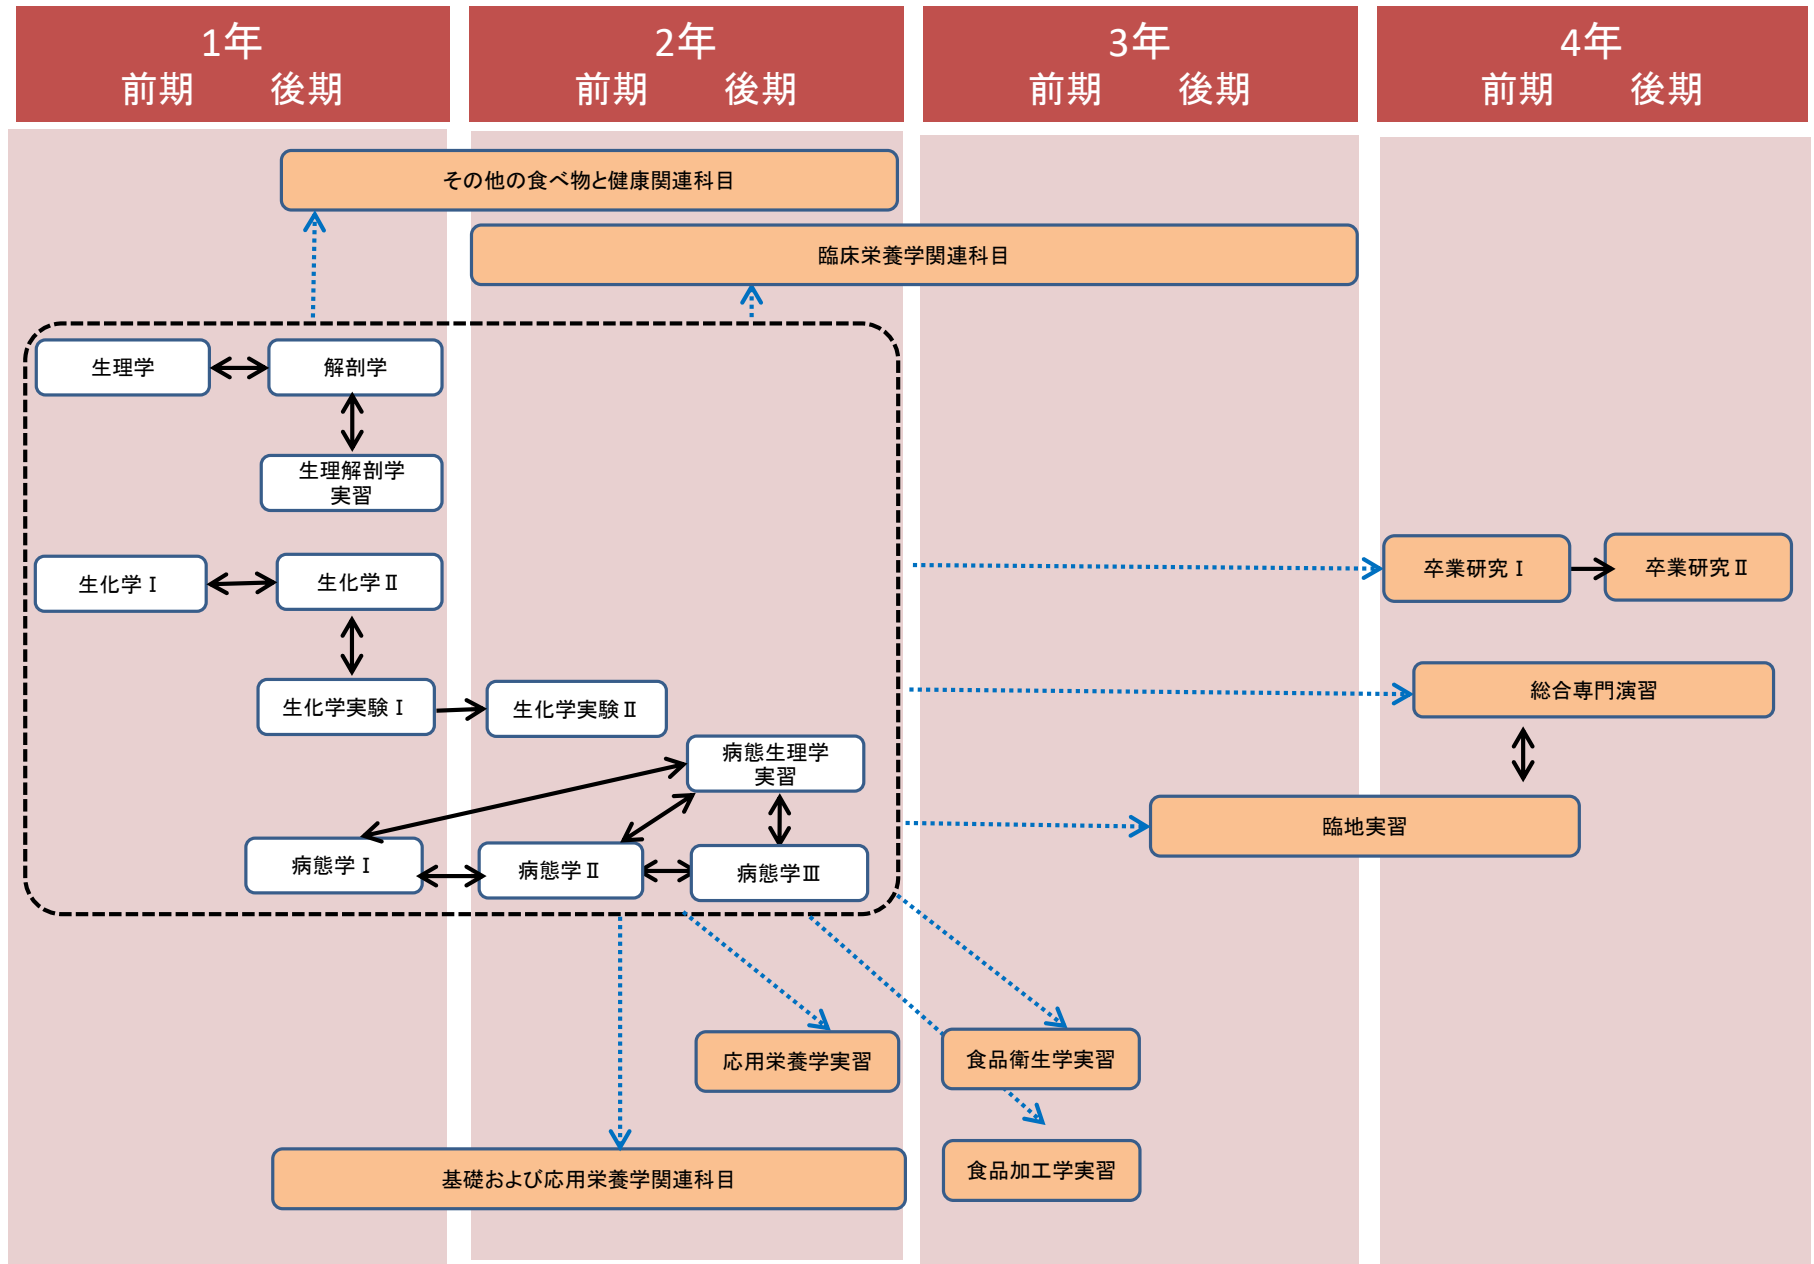 1年
前期 後期
2年
前期 後期
3年
前期 後期
4年
前期 後期
その他の食べ物と健康関連科目
臨床栄養学関連科目
生理学
解剖学
生理解剖学
実習
生化学Ⅰ
生化学Ⅱ
卒業研究Ⅰ
卒業研究Ⅱ
生化学実験Ⅰ
生化学実験Ⅱ
総合専門演習
病態生理学
実習
臨地実習
病態学Ⅰ
病態学Ⅱ
病態学Ⅲ
応用栄養学実習
食品衛生学実習
基礎および応用栄養学関連科目
食品加工学実習